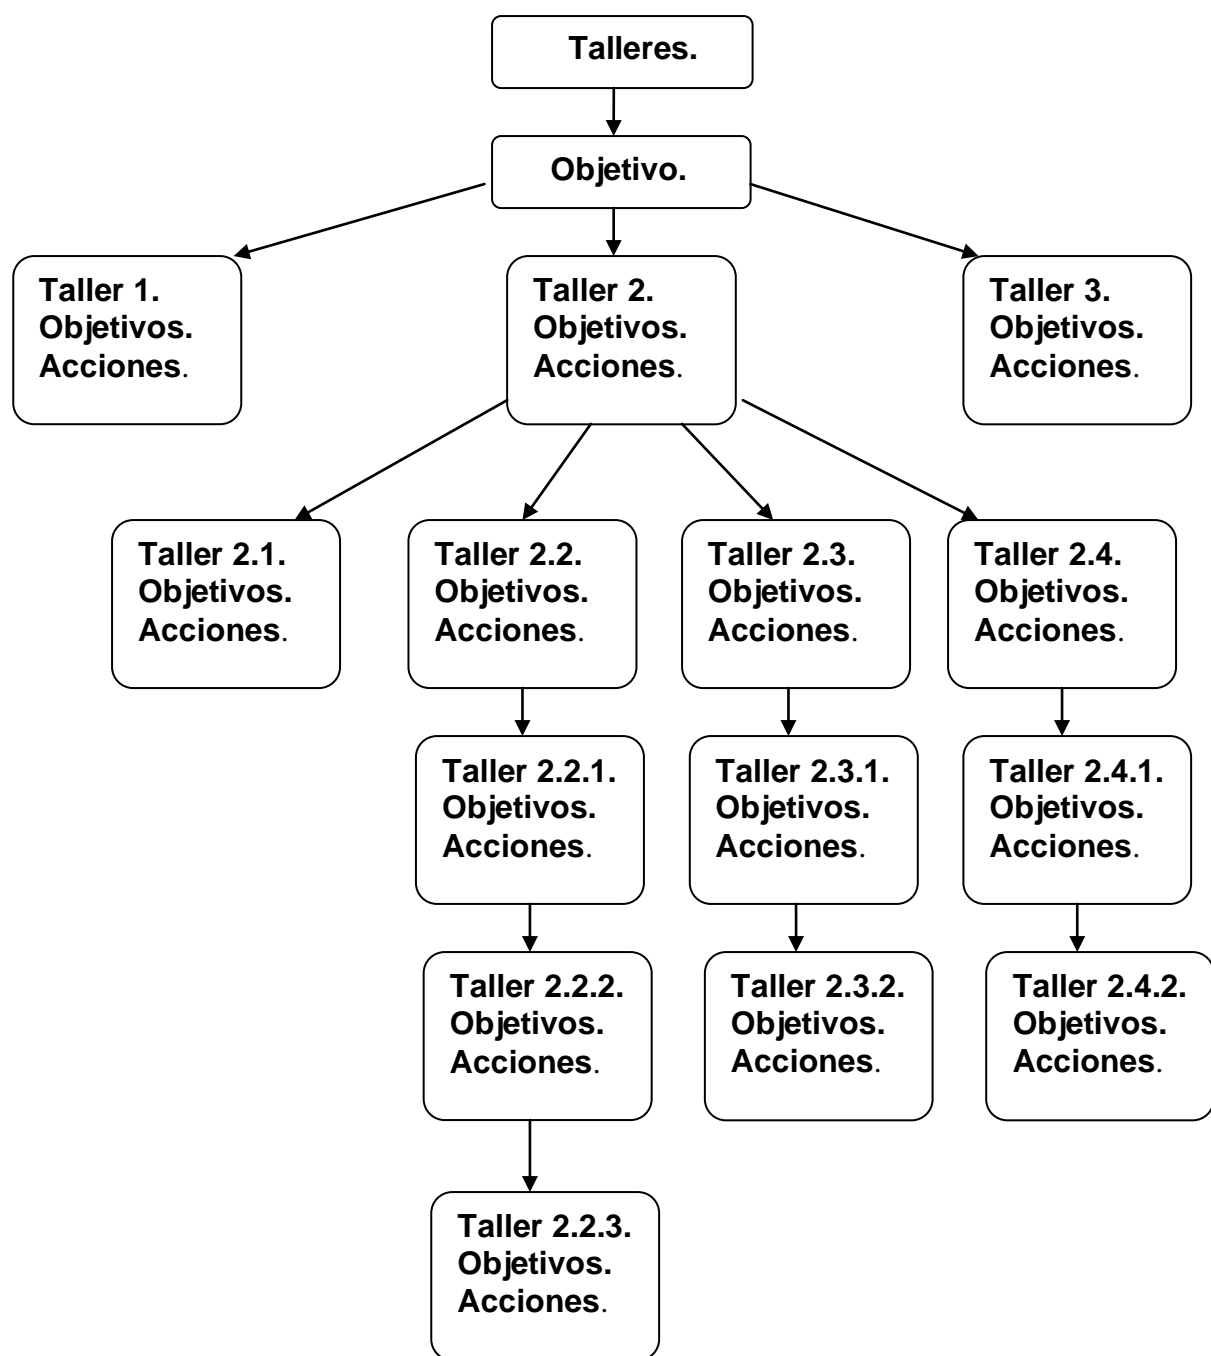 Talleres.
Objetivo.
Taller 1.
Objetivos.
Acciones.
Taller 2.
Objetivos.
Acciones.
Taller 3.
Objetivos.
Acciones.
Taller 2.1.
Objetivos.
Acciones.
Taller 2.2.
Objetivos.
Acciones.
Taller 2.3.
Objetivos.
Acciones.
Taller 2.4.
Objetivos.
Acciones.
Taller 2.2.1.
Objetivos.
Acciones.
Taller 2.3.1.
Objetivos.
Acciones.
Taller 2.4.1.
Objetivos.
Acciones.
Taller 2.2.2.
Objetivos.
Acciones.
Taller 2.3.2.
Objetivos.
Acciones.
Taller 2.4.2.
Objetivos.
Acciones.
Taller 2.2.3.
Objetivos.
Acciones.